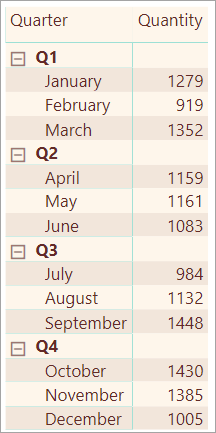 Quarter Quantity
Q1
January 1279
February 919
March 1352
Q2
April 1159
May 1161
June 1083
Q3
July 984
August 1132
September 1448
Q4
October 1430
November 1385
December 1005